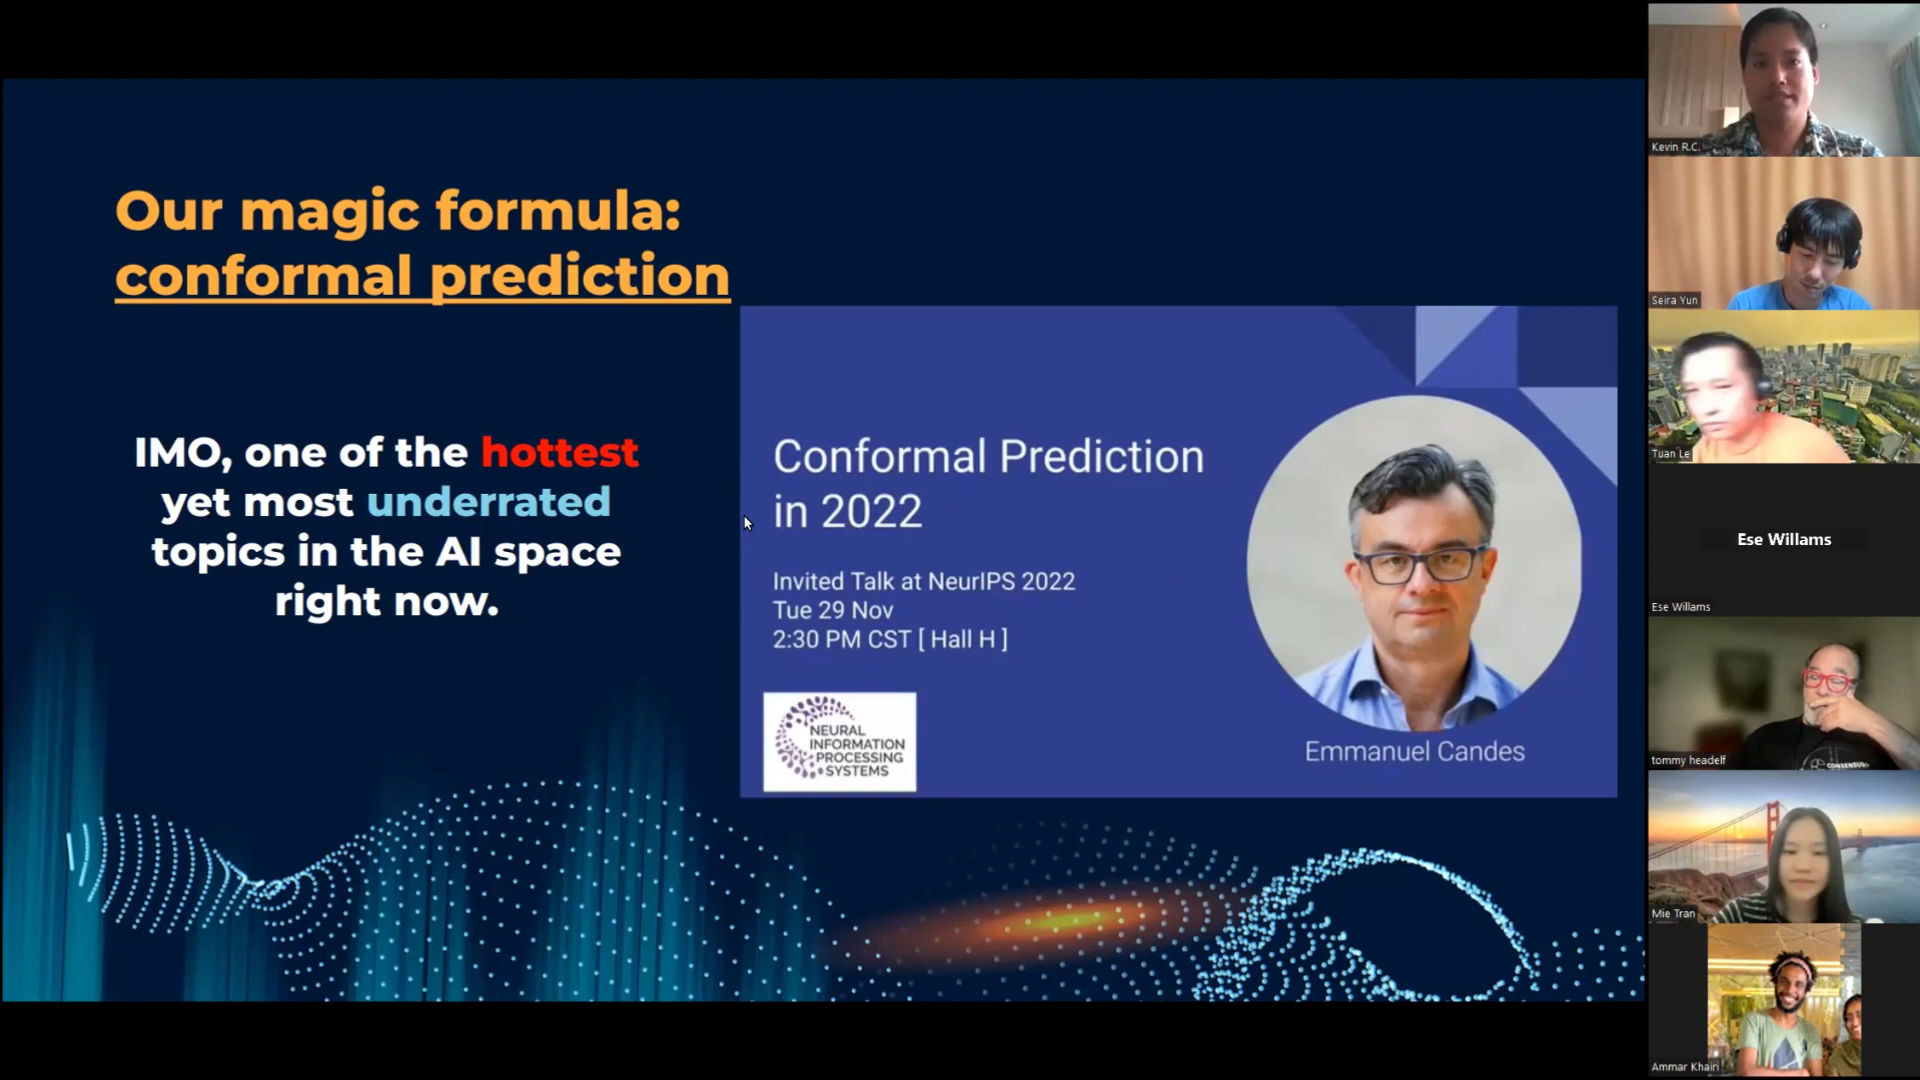 Our magic formula:
conformal prediction
IMO, one of the hottest
yet most underrated
topics in the AI space
right now.
Conformal Prediction
in 2022
Invited Talk at NeurIPS 2022
Tue 29 Nov
2:30 PM CST [ Hall H ]
NEURAL
INFORMATION
PROCESSING
SYSTEMS
Emmanuel Candes
Kevin R.C.
Seira Yun
Tuan Le
Ese Willams
Ese Willams
tommy headelf
CONSENSUS
Mie Tran
Ammar Khairi